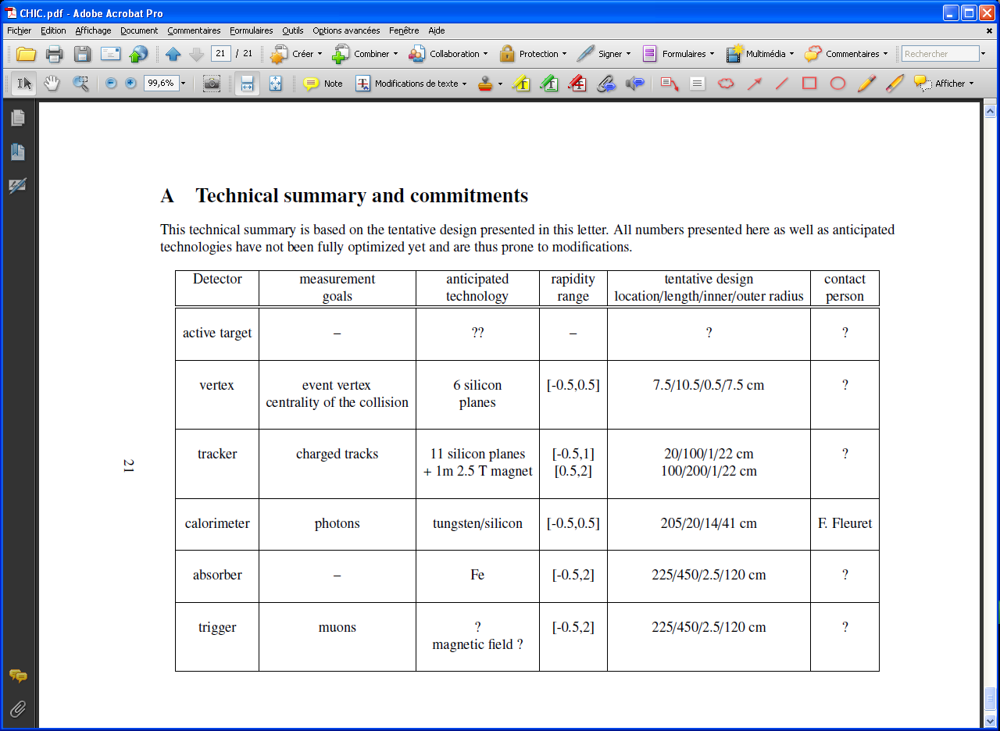 CHIC.pdf - Adobe Acrobat Pro
Fichier Edition Affichage Document Commentaires Formulaires Outils Options avancées Fenêtre Aide
21 / 21 Créer Combiner Collaboration Protection Signer Formulaires Multimédia Commentaires Rechercher
99,6% Note Modifications de texte Afficher
A Technical summary and commitments
This technical summary is based on the tentative design presented in this letter. All numbers presented here as well as anticipated
technologies have not been fully optimized yet and are thus prone to modifications.
Detector measurement anticipated rapidity tentative design contact
goals technology range location/length/inner/outer radius person
active target – ?? – ? ?
vertex event vertex 6 silicon [-0.5,0.5] 7.5/10.5/0.5/7.5 cm ?
centrality of the collision planes
tracker charged tracks 11 silicon planes [-0.5,1] 20/100/1/22 cm ?
+ 1m 2.5 T magnet [0.5,2] 100/200/1/22 cm
calorimeter photons tungsten/silicon [-0.5,0.5] 205/20/14/41 cm F. Fleuret
absorber – Fe [-0.5,2] 225/450/2.5/120 cm ?
trigger muons ? [-0.5,2] 225/450/2.5/120 cm ?
magnetic field ?
21